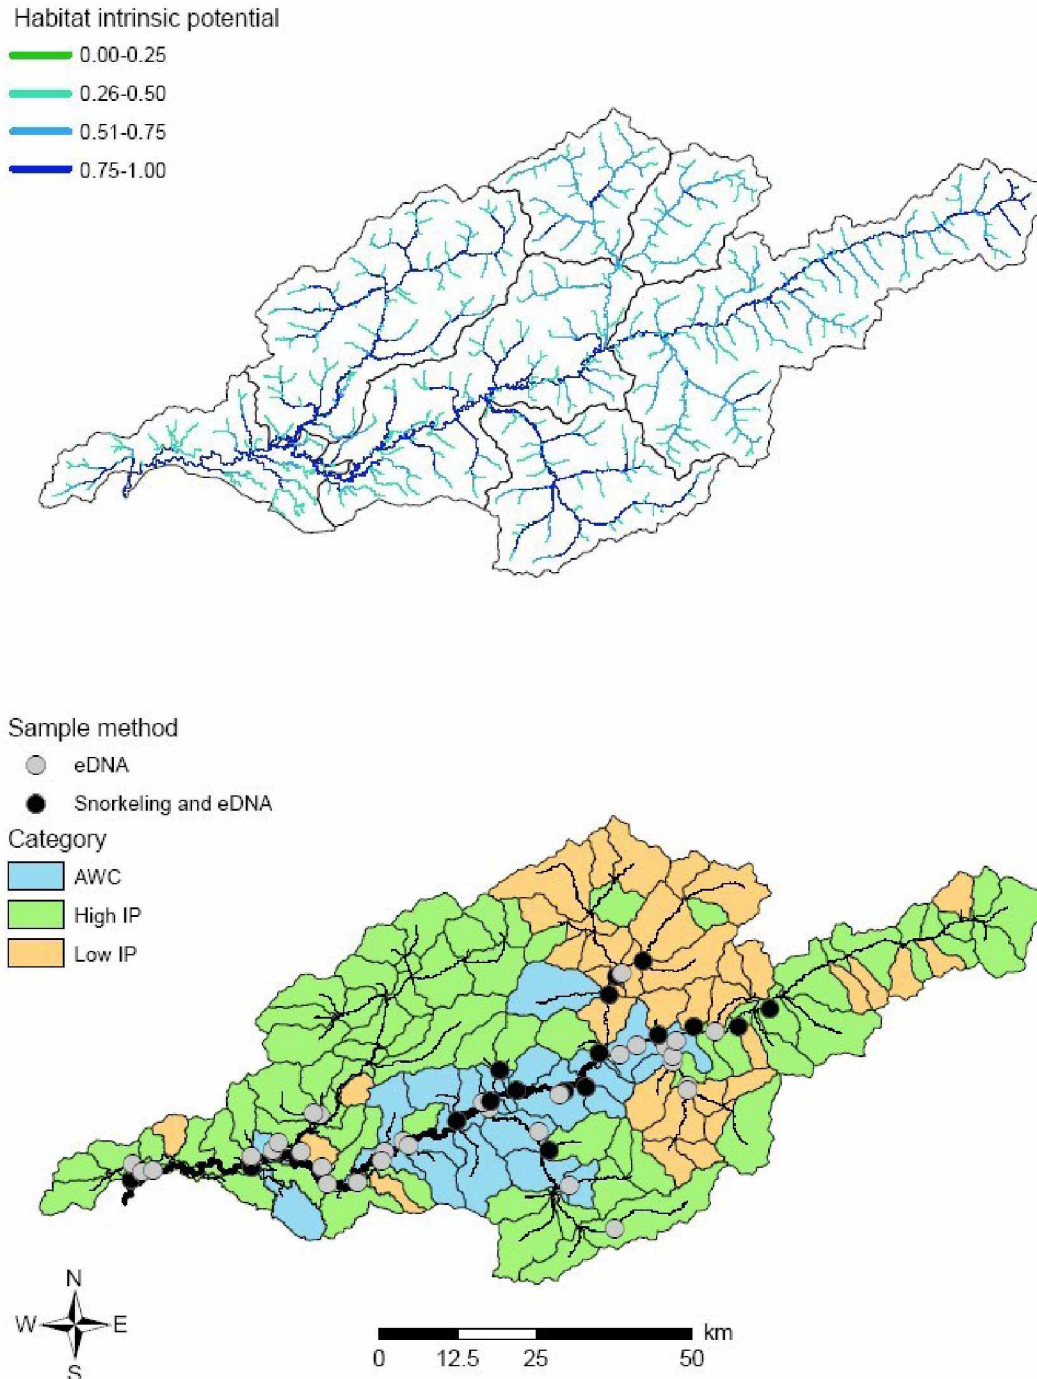 Habitat intrinsic potential
0.00-0.25
0.26-0.50
0.51-0.75
0.75-1.00
Sample method
eDNA
Snorkeling and eDNA
Category
AWC
High IP
Low IP
N
W E
S
km
0 12.5 25 50